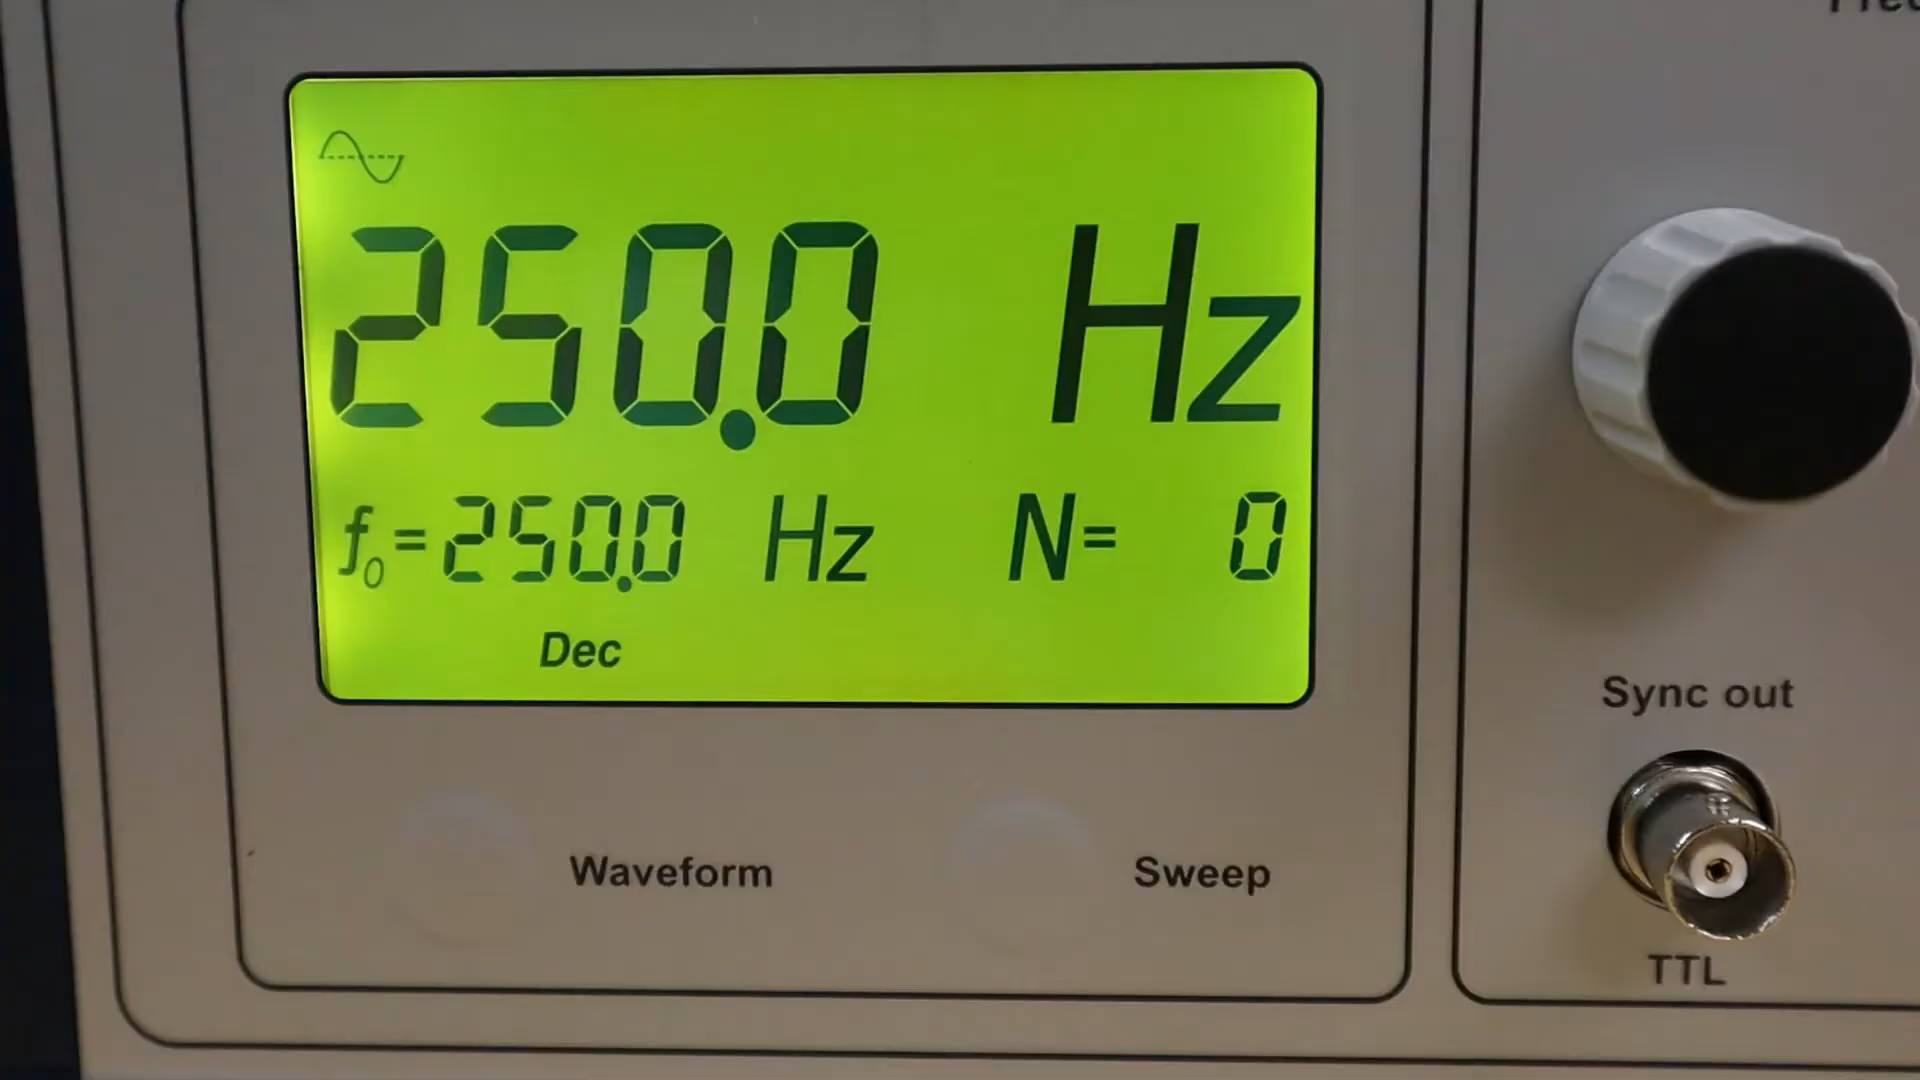 250.0 Hz
f0=250.0 Hz N= 0
Dec
Waveform Sweep
Sync out
TTL